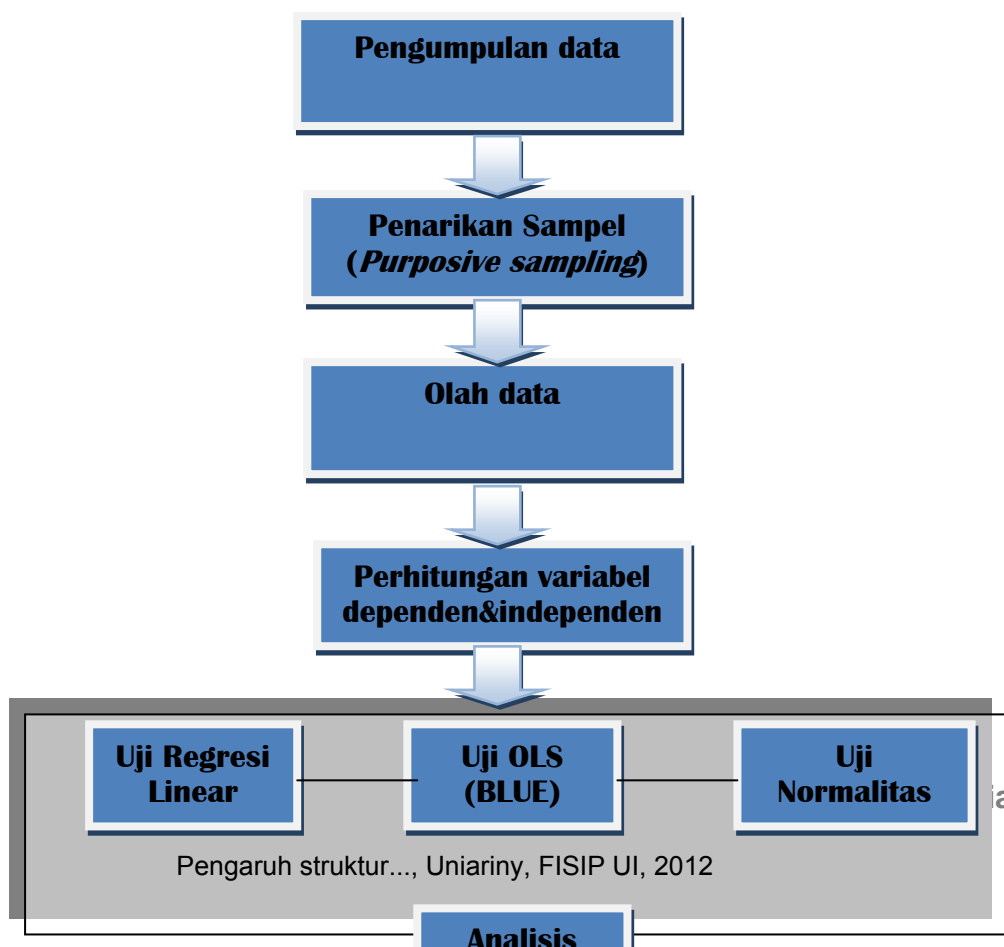 Pengumpulan data
Penarikan Sampel
(Purposive sampling)
Olah data
Perhitungan variabel
dependen&independen
Uji Regresi
Linear
Uji OLS
(BLUE)
Uji
Normalitas
Pengaruh struktur..., Uniariny, FISIP UI, 2012
Analisis